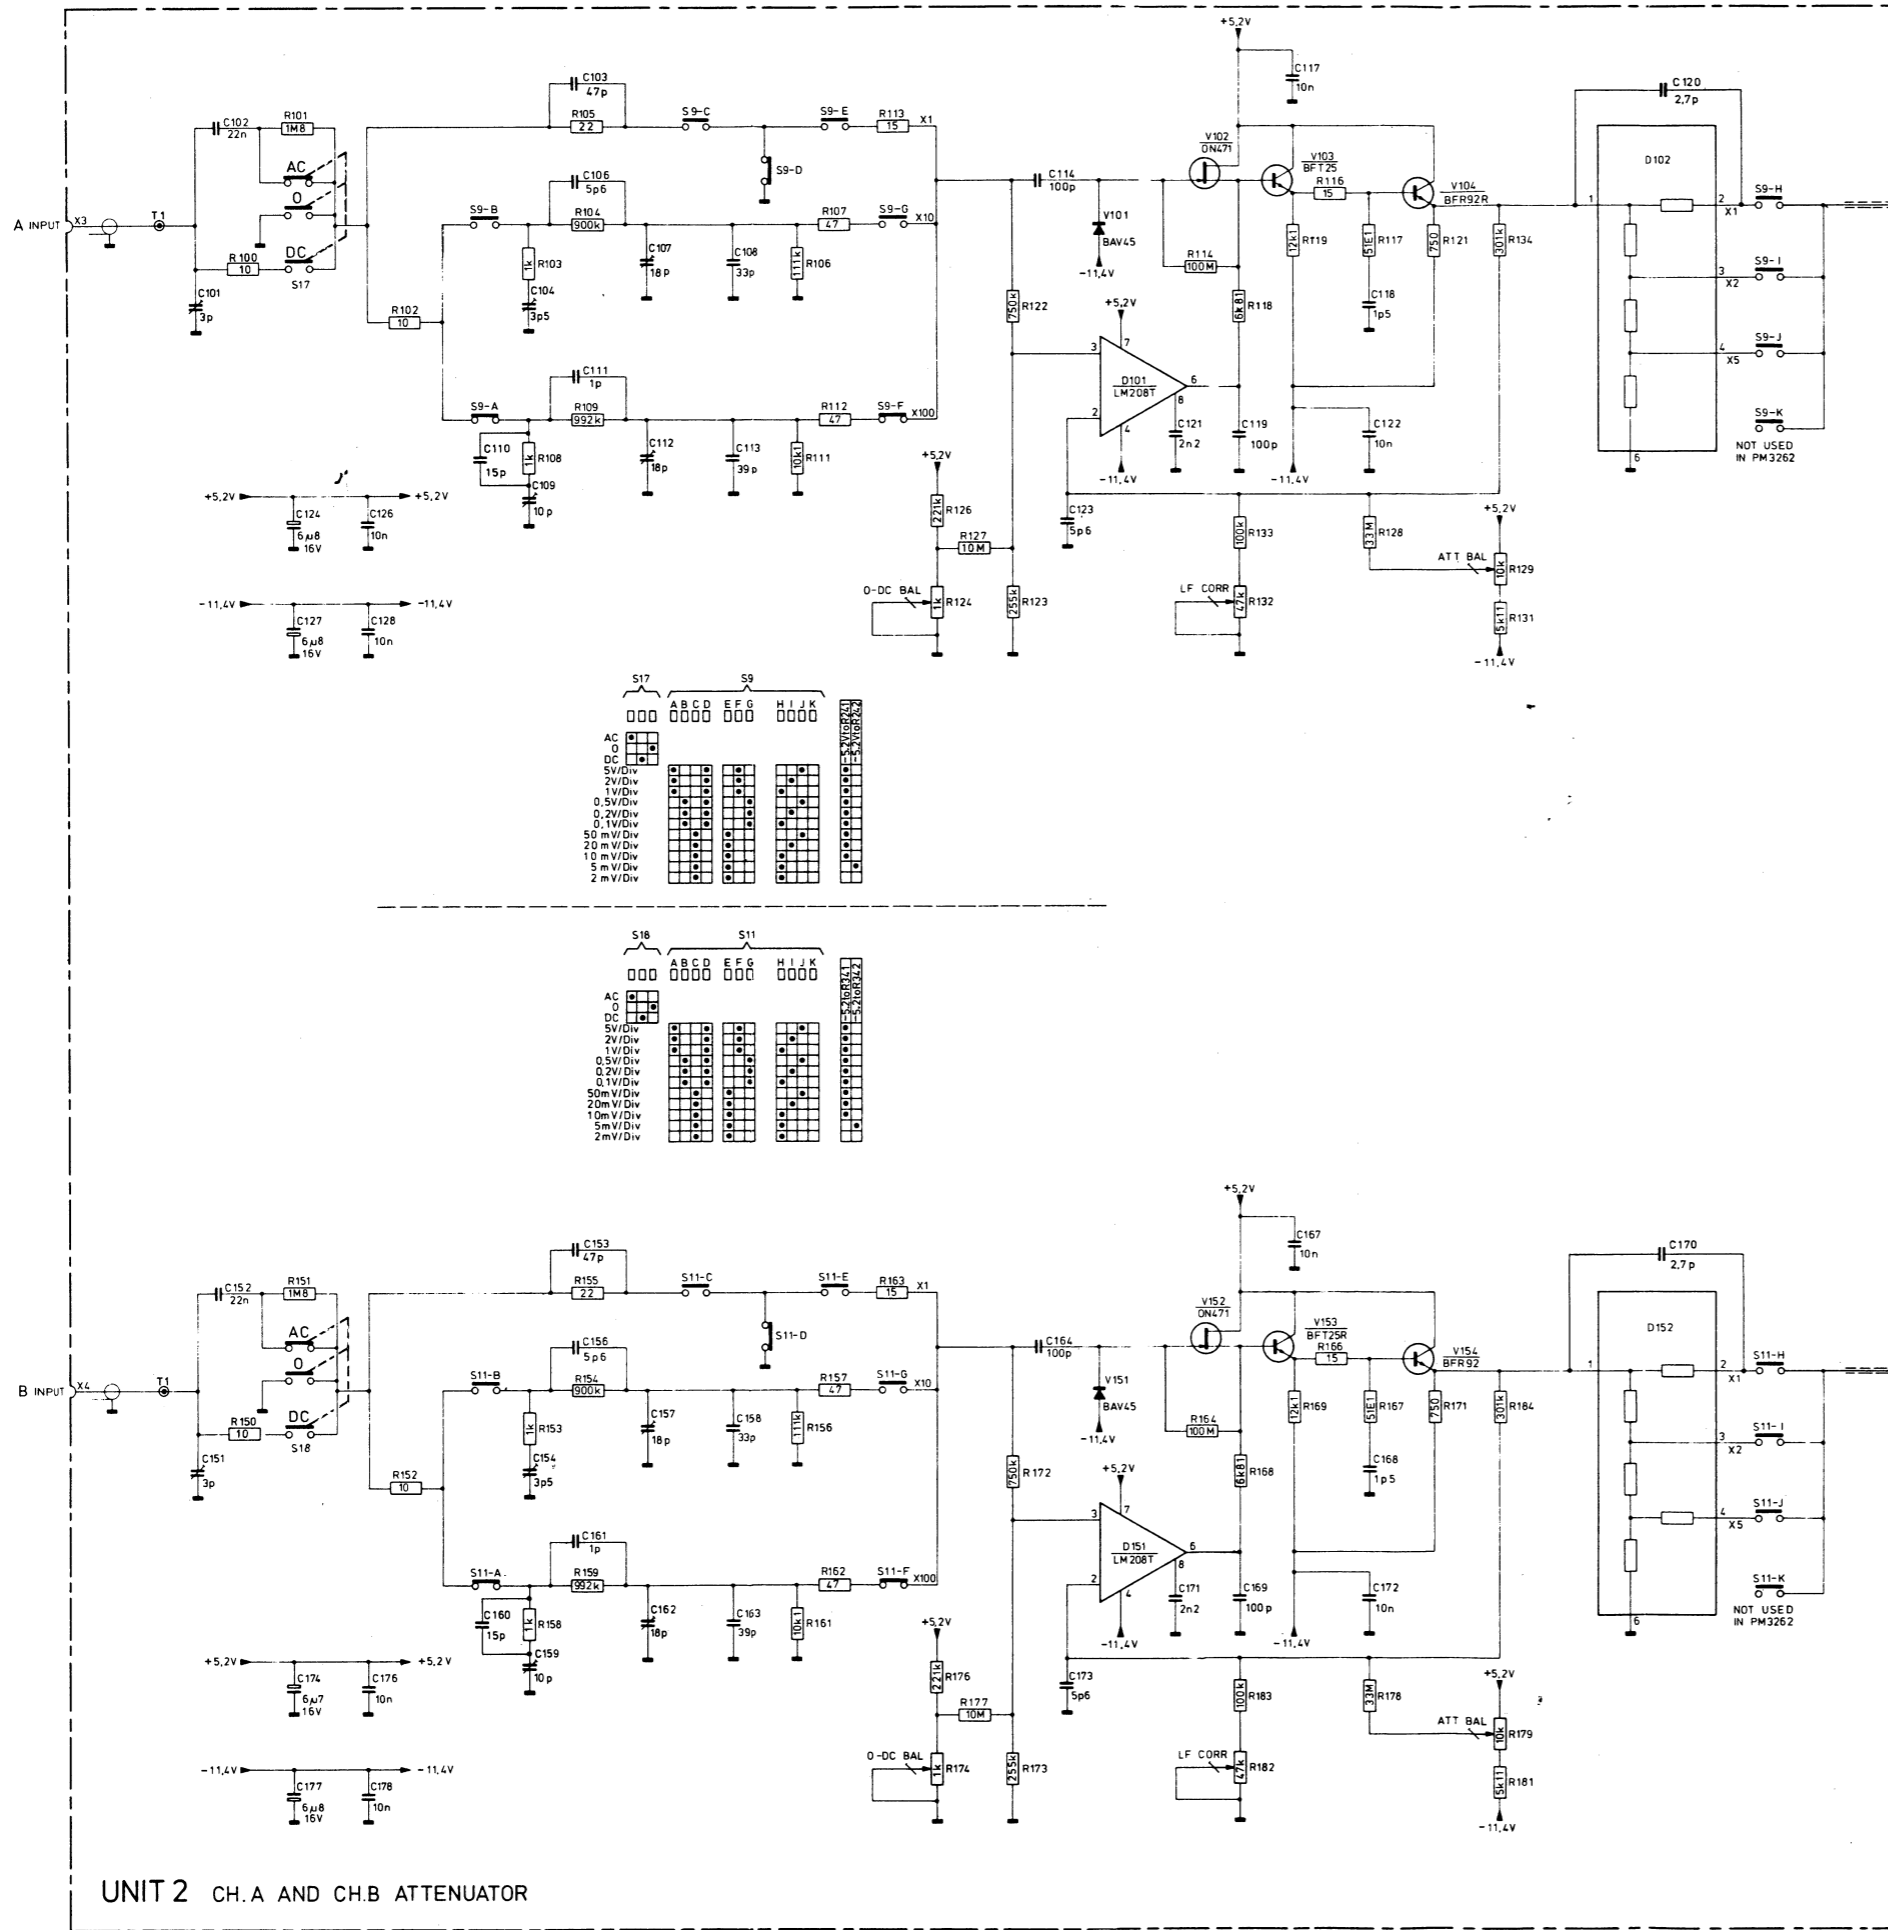 +5,2V
C117
10n
C103
47p
R105
22
S9-C
S9-E
R113
15
X1
C120
2,7p
C102
22n
R101
1M8
V102
ON471
D102
AC
S9-D
V103
BFT25
C106
5p6
C114
100p
R116
15
V104
BFR92R
S9-H
0
S9-B
R104
900k
R107
47
S9-G
X10
1
2
X1
A INPUT
X3
T1
V101
BAV45
-11,4V
DC
R100
10
S17
1k
R103
C107
18p
C108
33p
111k
R106
R114
100M
12k1
R119
51E1
R117
750
R121
301k
R134
3
X2
S9-I
C101
3p
C104
3p5
R102
10
750k
R122
+5,2V
6k81
R118
C118
1p5
4
X5
S9-J
3
7
C111
1p
D101
LM208T
6
8
S9-A
R109
992k
R112
47
S9-F
X100
2
4
S9-K
NOT USED
IN PM3262
6
C110
15p
1k
R108
C112
18p
C113
39p
10k1
R111
C121
2n2
C119
100p
C122
10n
C109
10p
+5,2V
-11,4V
-11,4V
+5,2V
+5,2V
C124
6µ8
16V
C126
10n
221k
R126
R127
10M
C123
5p6
100k
R133
33M
R128
+5,2V
ATT BAL
10k
R129
-11,4V
-11,4V
C127
6µ8
16V
C128
10n
0-DC BAL
1k
R124
255k
R123
LF CORR
47k
R132
5k11
R131
-11,4V
S17
S9
A B C D
E F G
H I J K
-5,2VtoR241
-5,2VtoR242
AC
0
DC
5V/Div
2V/Div
1V/Div
0,5V/Div
0,2V/Div
0,1V/Div
50 mV/Div
20 mV/Div
10 mV/Div
5 mV/Div
2 mV/Div
S18
S11
A B C D
E F G
H I J K
-5,2toR341
-5,2toR342
AC
0
DC
5V/Div
2V/Div
1V/Div
0,5V/Div
0,2V/Div
0,1V/Div
50mV/Div
20mV/Div
10mV/Div
5mV/Div
2mV/Div
+5,2V
C167
10n
C153
47p
R155
22
S11-C
S11-E
R163
15
X1
C170
2,7p
C152
22n
R151
1M8
V152
ON471
D152
AC
S11-D
V153
BFT25R
C156
5p6
C164
100p
R166
15
V154
BFR92
S11-H
0
S11-B
R154
900k
R157
47
S11-G
X10
1
2
X1
B INPUT
X4
T1
V151
BAV45
-11,4V
DC
R150
10
S18
1k
R153
C157
18p
C158
33p
111k
R156
R164
100M
12k1
R169
51E1
R167
750
R171
301k
R184
3
X2
S11-I
C151
3p
C154
3p5
R152
10
750k
R172
+5,2V
6k81
R168
C168
1p5
4
X5
S11-J
3
7
C161
1p
D151
LM208T
6
8
S11-A
R159
992k
R162
47
S11-F
X100
2
4
S11-K
NOT USED
IN PM3262
6
C160
15p
1k
R158
C162
18p
C163
39p
10k1
R161
C171
2n2
C169
100p
C172
10n
C159
10p
+5,2V
-11,4V
-11,4V
+5,2V
+5,2V
C174
6µ7
16V
C176
10n
221k
R176
R177
10M
C173
5p6
100k
R183
33M
R178
+5,2V
ATT BAL
10k
R179
-11,4V
-11,4V
C177
6µ8
16V
C178
10n
0-DC BAL
1k
R174
255k
R173
LF CORR
47k
R182
5k11
R181
-11,4V
UNIT 2 CH.A AND CH.B ATTENUATOR